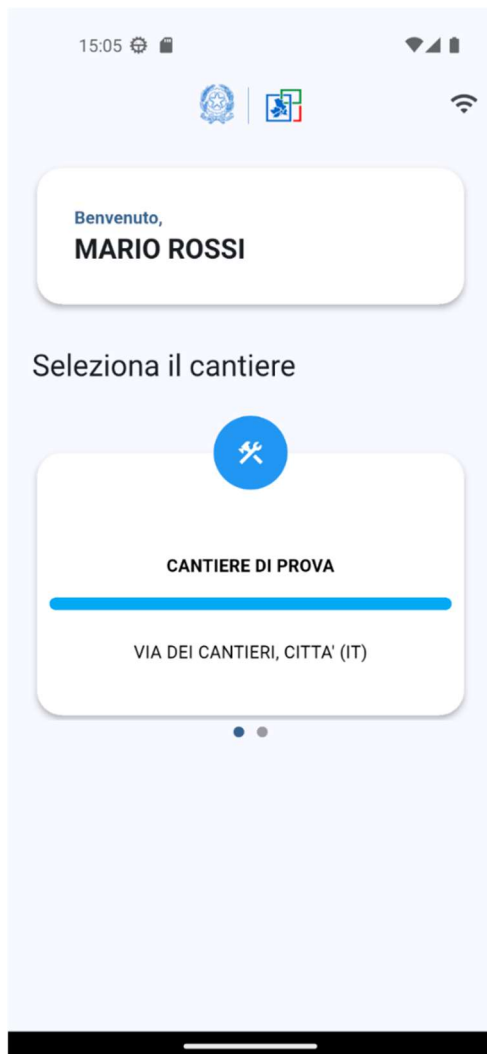 15:05
Benvenuto,
MARIO ROSSI
Seleziona il cantiere
CANTIERE DI PROVA
VIA DEI CANTIERI, CITTA' (IT)